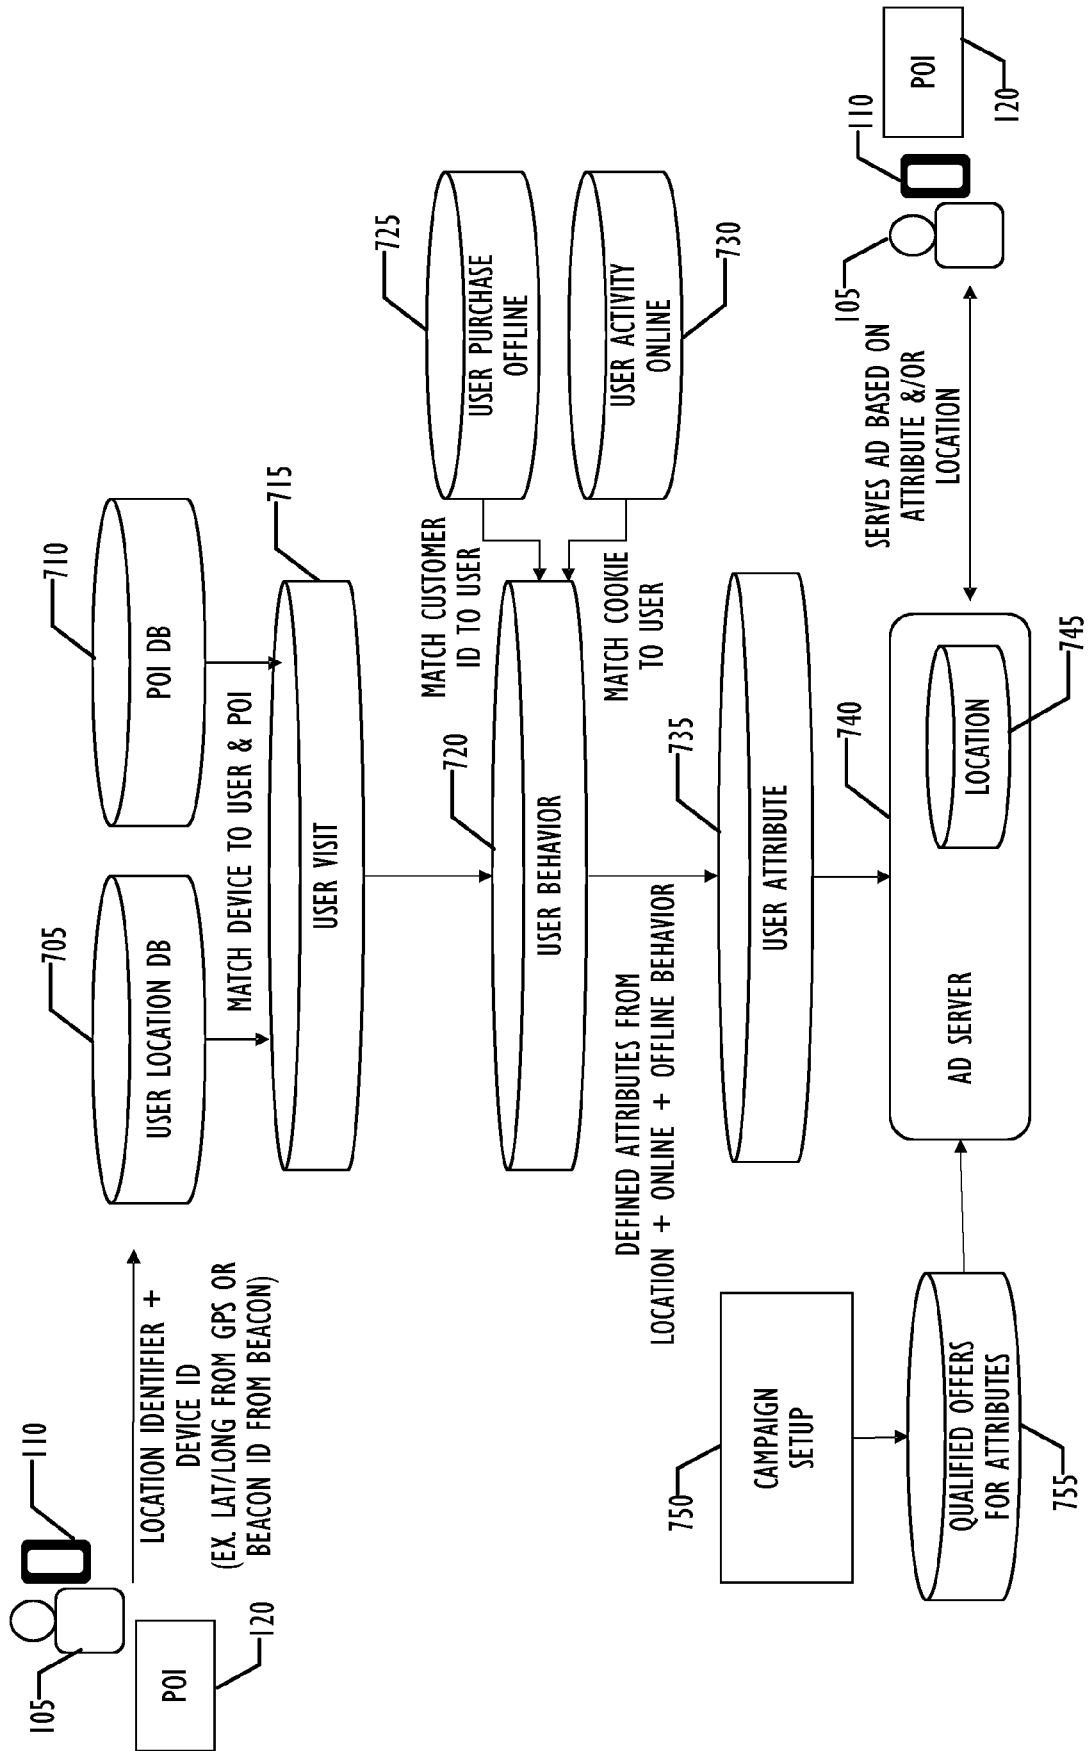 105
110
POI
120
LOCATION IDENTIFIER +
DEVICE ID
(EX. LAT/LONG FROM GPS OR
BEACON ID FROM BEACON)
705
USER LOCATION DB
710
POI DB
MATCH DEVICE TO USER & POI
715
USER VISIT
720
USER BEHAVIOR
MATCH CUSTOMER
ID TO USER
725
USER PURCHASE
OFFLINE
MATCH COOKIE
TO USER
USER ACTIVITY
ONLINE
730
DEFINED ATTRIBUTES FROM
LOCATION + ONLINE + OFFLINE BEHAVIOR
735
USER ATTRIBUTE
750
CAMPAIGN
SETUP
QUALIFIED OFFERS
FOR ATTRIBUTES
755
740
AD SERVER
LOCATION
745
SERVES AD BASED ON
ATTRIBUTE &/OR
LOCATION
105
110
POI
120